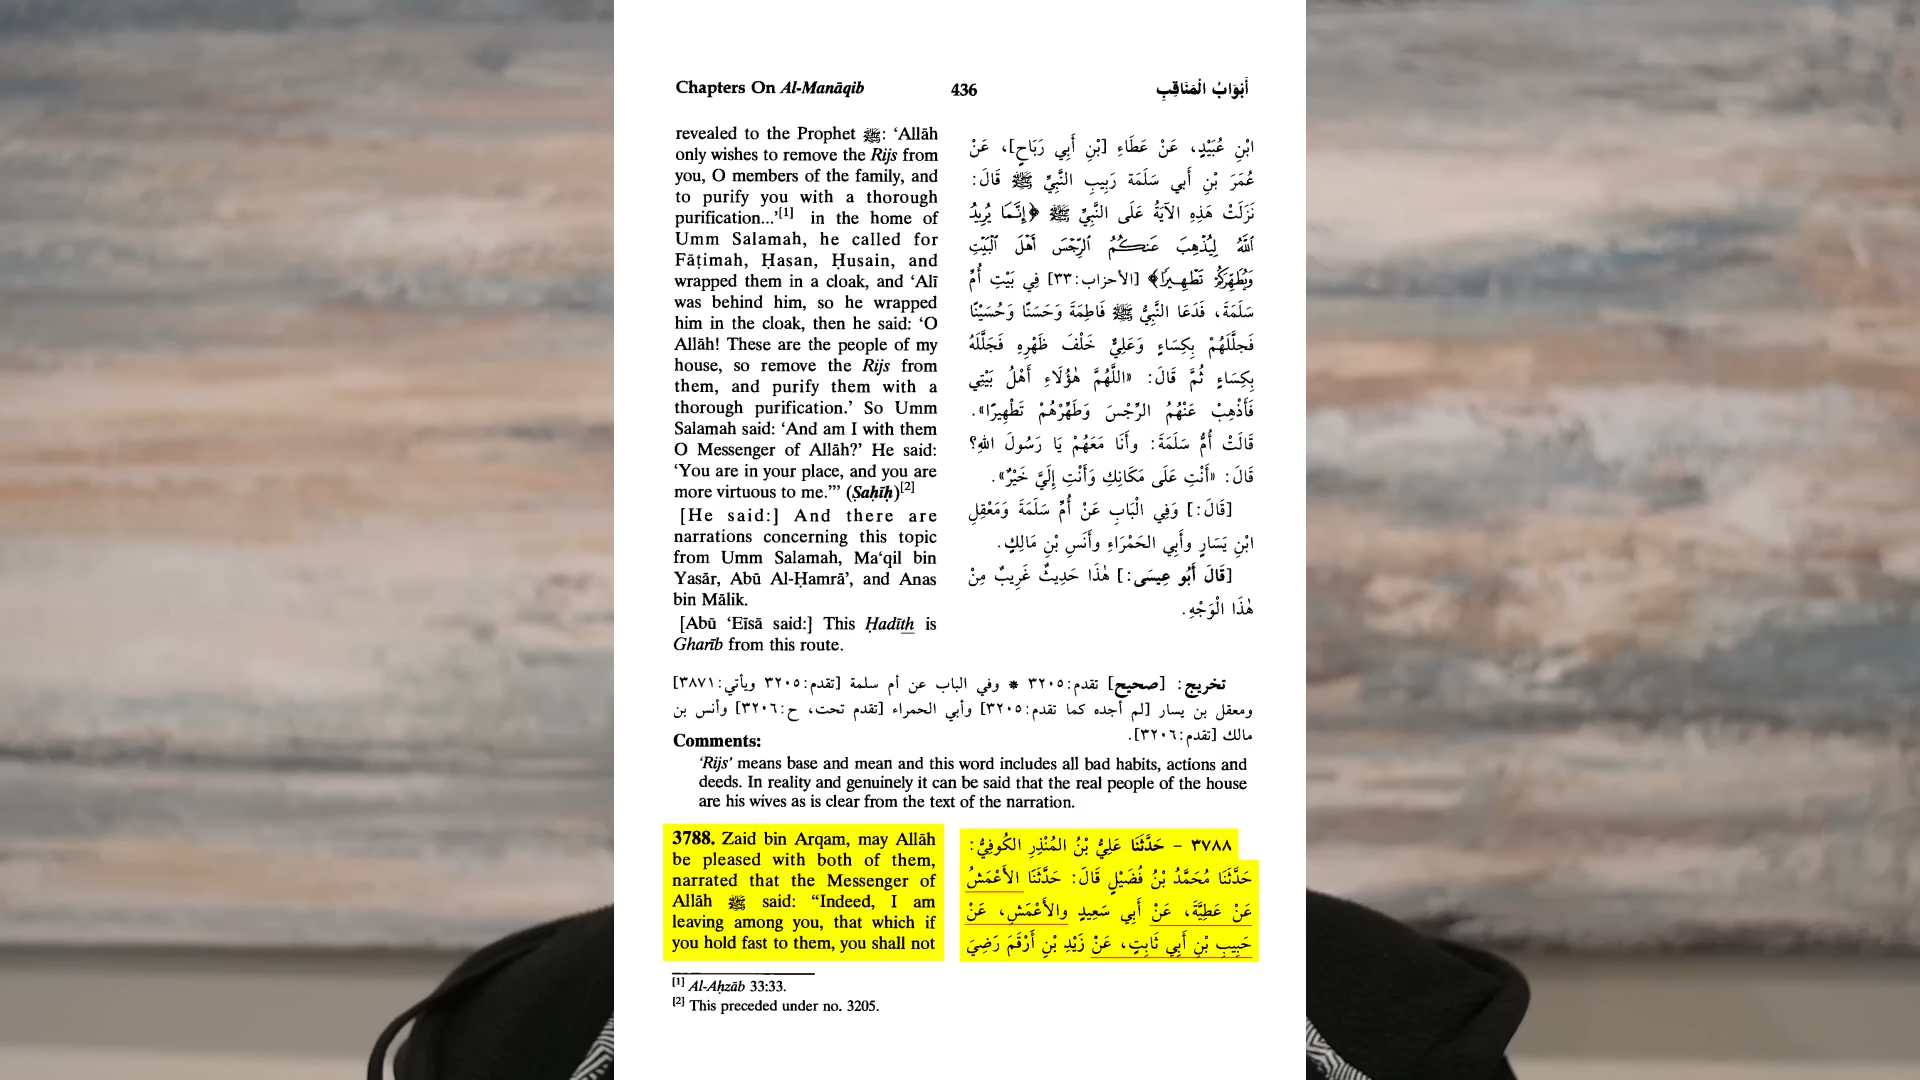 Chapters On Al-Manāqib
436
أَبْوَابُ الْمَنَاقِبِ
revealed to the Prophet ﷺ: ‘Allāh
only wishes to remove the Rijs from
you, O members of the family, and
to purify you with a thorough
purification...’[1] in the home of
Umm Salamah, he called for
Fāṭimah, Ḥasan, Ḥusain, and
wrapped them in a cloak, and ‘Alī
was behind him, so he wrapped
him in the cloak, then he said: ‘O
Allāh! These are the people of my
house, so remove the Rijs from
them, and purify them with a
thorough purification.’ So Umm
Salamah said: ‘And am I with them
O Messenger of Allāh?’ He said:
‘You are in your place, and you are
more virtuous to me.’” (Ṣaḥīḥ)[2]
[He said:] And there are
narrations concerning this topic
from Umm Salamah, Ma‘qil bin
Yasār, Abū Al-Ḥamrā’, and Anas
bin Mālik.
[Abū ‘Eīsā said:] This Ḥadīth is
Gharīb from this route.
ابْنِ عُبَيْدٍ، عَنْ عَطَاءِ [بْنِ أَبِي رَبَاحٍ]، عَنْ
عُمَرَ بْنِ أَبي سَلَمَة رَبِيبِ النَّبِيِّ ﷺ قَالَ:
نَزَلَتْ هَذِهِ الآيَةُ عَلَى النَّبِيِّ ﷺ ﴿إِنَّمَا يُرِيدُ
اللَّهُ لِيُذْهِبَ عَنكُمُ الرِّجْسَ أَهْلَ الْبَيْتِ
وَيُطَهِّرَكُمْ تَطْهِيرًا﴾ [الأحزاب:٣٣] فِي بَيْتِ أُمِّ
سَلَمَةَ، فَدَعَا النَّبِيُّ ﷺ فَاطِمَةَ وَحَسَنًا وَحُسَيْنًا
فَجَلَّلَهُمْ بِكِسَاءٍ وَعَلِيٌّ خَلْفَ ظَهْرِهِ فَجَلَّلَهُ
بِكِسَاءٍ ثُمَّ قَالَ: «اللَّهُمَّ هٰؤُلَاءِ أَهْلُ بَيْتِي
فَأَذْهِبْ عَنْهُمُ الرِّجْسَ وَطَهِّرْهُمْ تَطْهِيرًا».
قَالَتْ أُمُّ سَلَمَةَ: وأَنَا مَعَهُمْ يَا رَسُولَ اللهِ؟
قَالَ: «أَنْتِ عَلَى مَكَانِكِ وَأَنْتِ إِلَيَّ خَيْرٌ».
[قَالَ:] وَفِي الْبَابِ عَنْ أُمِّ سَلَمَةَ وَمَعْقِلِ
ابْنِ يَسَارٍ وأَبِي الحَمْرَاءِ وأَنَسِ بْنِ مَالِكٍ.
[قَالَ أَبُو عِيسَى:] هٰذَا حَدِيثٌ غَرِيبٌ مِنْ
هٰذَا الْوَجْهِ.
تخريج: [صحيح] تقدم:٣٢٠٥ * وفي الباب عن أم سلمة [تقدم:٣٢٠٥ ويأتي:٣٨٧١]
ومعقل بن يسار [لم أجده كما تقدم:٣٢٠٥] وأبي الحمراء [تقدم تحت، ح:٣٢٠٦] وأنس بن
مالك [تقدم:٣٢٠٦].
Comments:
‘Rijs’ means base and mean and this word includes all bad habits, actions and
deeds. In reality and genuinely it can be said that the real people of the house
are his wives as is clear from the text of the narration.
3788. Zaid bin Arqam, may Allāh
be pleased with both of them,
narrated that the Messenger of
Allāh ﷺ said: “Indeed, I am
leaving among you, that which if
you hold fast to them, you shall not
٣٧٨٨ - حَدَّثَنَا عَلِيُّ بْنُ المُنْذِرِ الكُوفِيُّ:
حَدَّثَنَا مُحَمَّدُ بْنُ فُضَيْلٍ قَالَ: حَدَّثَنَا الأَعْمَشُ
عَنْ عَطِيَّةَ، عَنْ أَبِي سَعِيدٍ والأَعْمَشِ، عَنْ
حَبِيبِ بْنِ أَبِي ثَابِتٍ، عَنْ زَيْدِ بْنِ أَرْقَمَ رَضِيَ
[1] Al-Aḥzāb 33:33.
[2] This preceded under no. 3205.